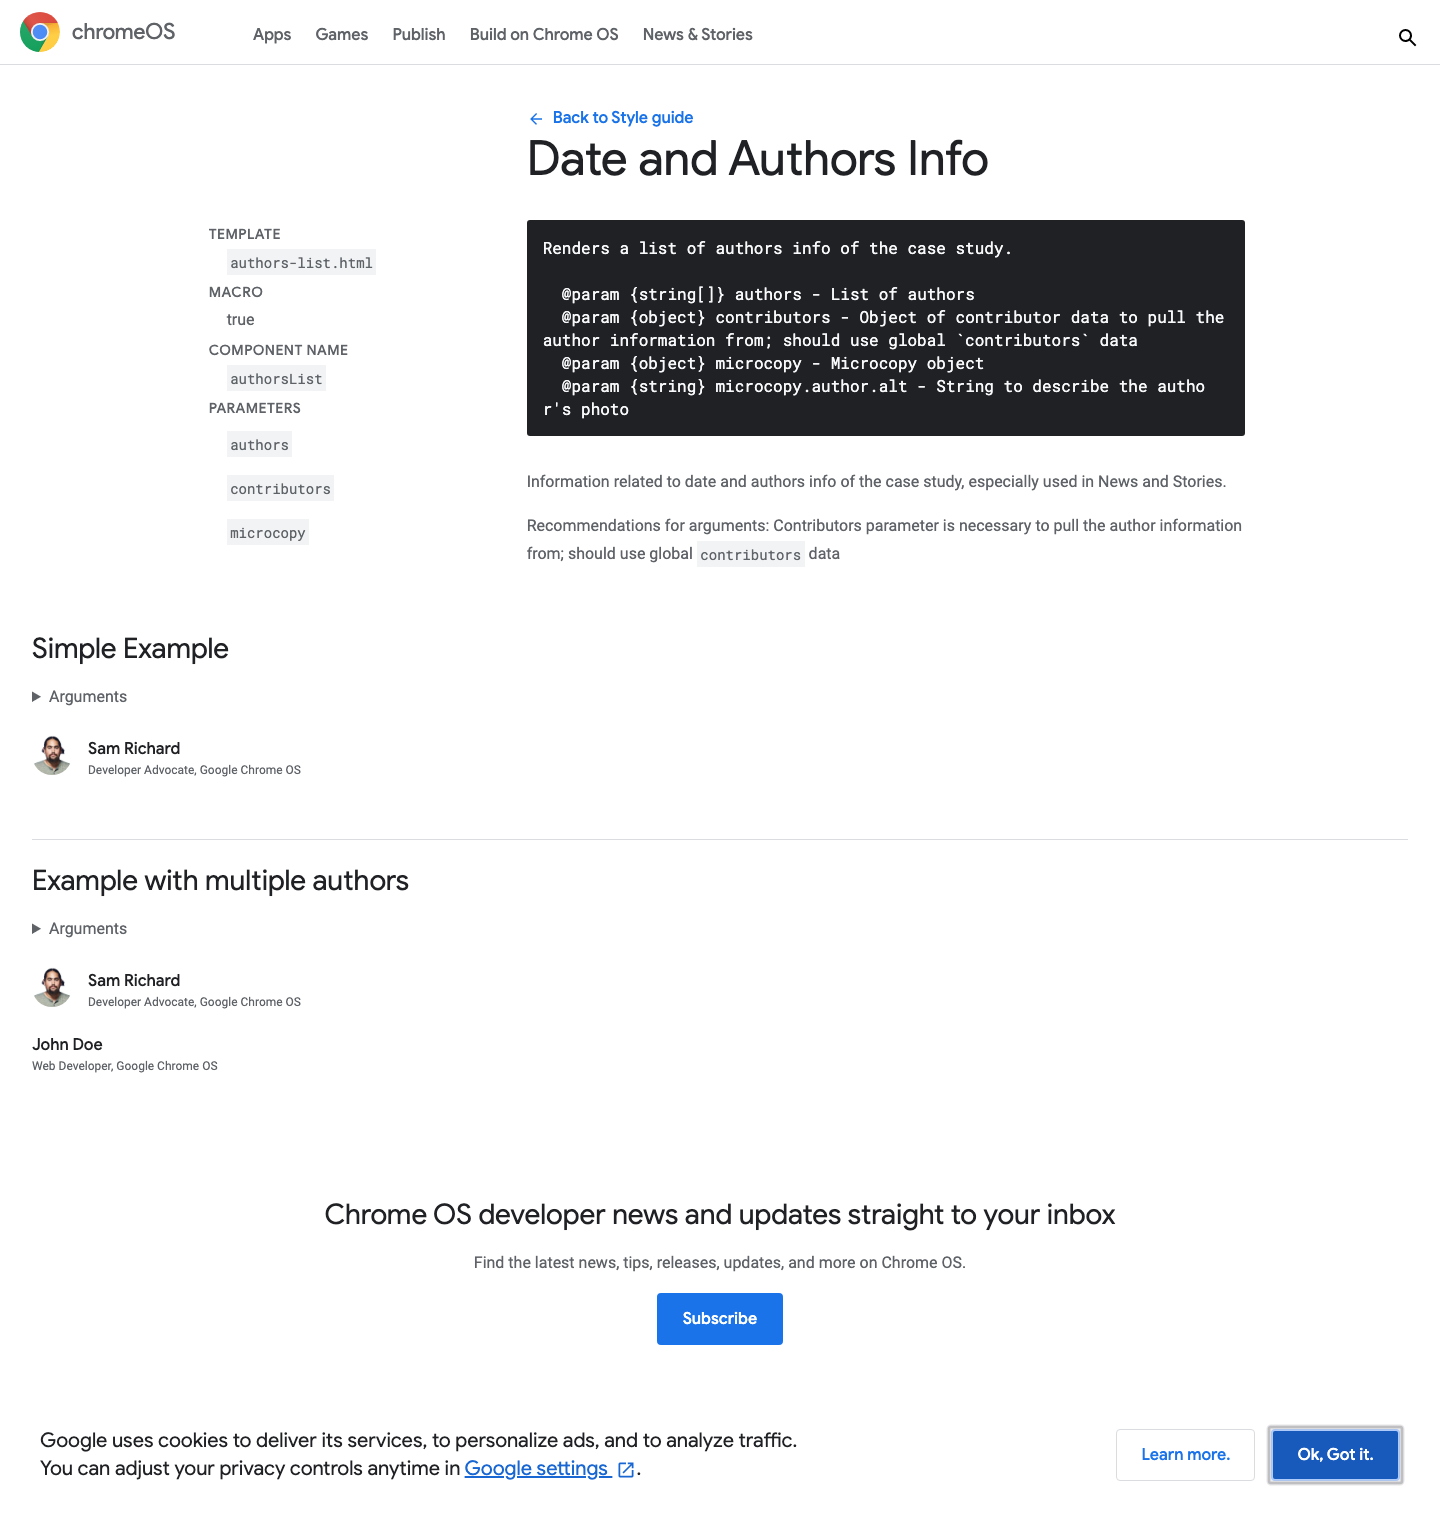 chromeOS
Apps Games Publish Build on Chrome OS News & Stories
Back to Style guide
Date and Authors Info
TEMPLATE
authors-list.html
MACRO
true
COMPONENT NAME
authorsList
PARAMETERS
authors
contributors
microcopy
Renders a list of authors info of the case study.
@param {string[]} authors - List of authors
@param {object} contributors - Object of contributor data to pull the
author information from; should use global `contributors` data
@param {object} microcopy - Microcopy object
@param {string} microcopy.author.alt - String to describe the autho
r's photo
Information related to date and authors info of the case study, especially used in News and Stories.
Recommendations for arguments: Contributors parameter is necessary to pull the author information
from; should use global contributors data
Simple Example
Arguments
Sam Richard
Developer Advocate, Google Chrome OS
Example with multiple authors
Arguments
Sam Richard
Developer Advocate, Google Chrome OS
John Doe
Web Developer, Google Chrome OS
Chrome OS developer news and updates straight to your inbox
Find the latest news, tips, releases, updates, and more on Chrome OS.
Subscribe
Google uses cookies to deliver its services, to personalize ads, and to analyze traffic.
You can adjust your privacy controls anytime in Google settings .
Learn more.
Ok, Got it.